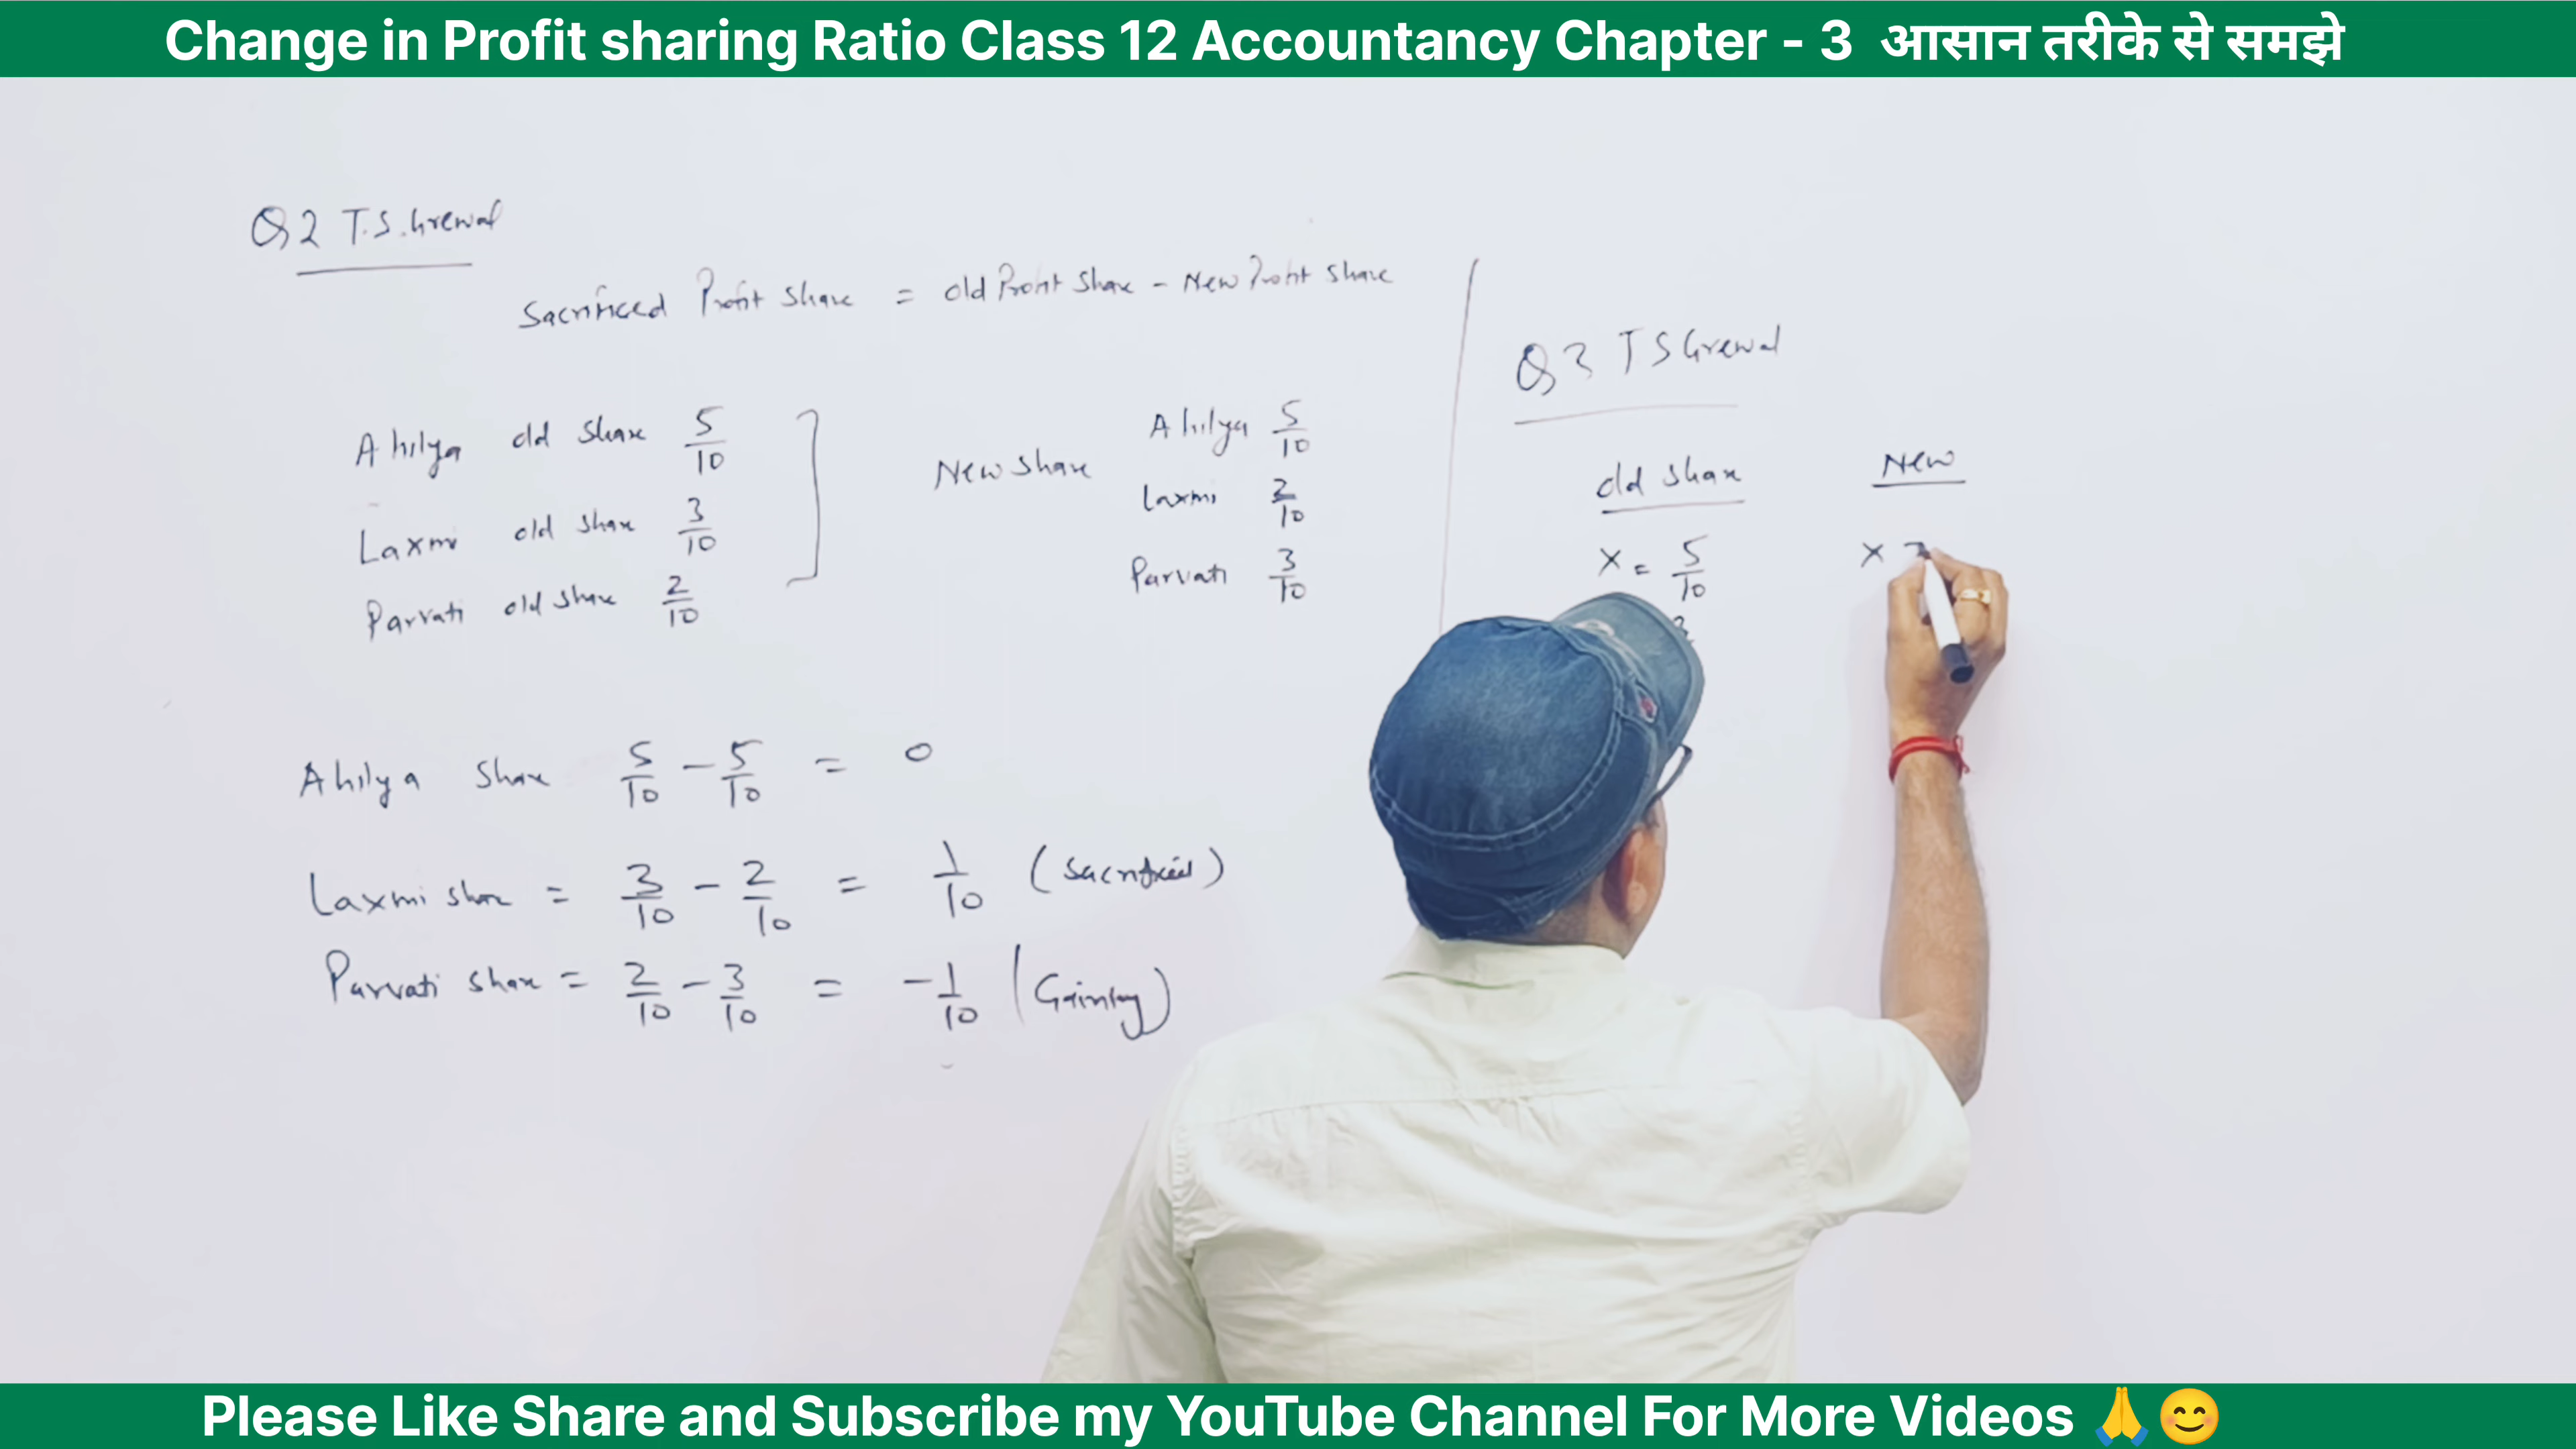 Change in Profit sharing Ratio Class 12 Accountancy Chapter - 3 आसान तरीके से समझे
Q2 T.S. Grewal
Sacrificed Profit Share = old Profit Share - New Profit Share
Ahilya old Share 5/10
Laxmi old Share 3/10
Parvati old Share 2/10
New Share
Ahilya 5/10
Laxmi 2/10
Parvati 3/10
Ahilya Share 5/10 - 5/10 = 0
Laxmi share = 3/10 - 2/10 = 1/10 (Sacrificed)
Parvati Share = 2/10 - 3/10 = -1/10 (Gaining)
Q3 T S Grewal
old share New
X = 5/10 X
Please Like Share and Subscribe my YouTube Channel For More Videos 🙏😊